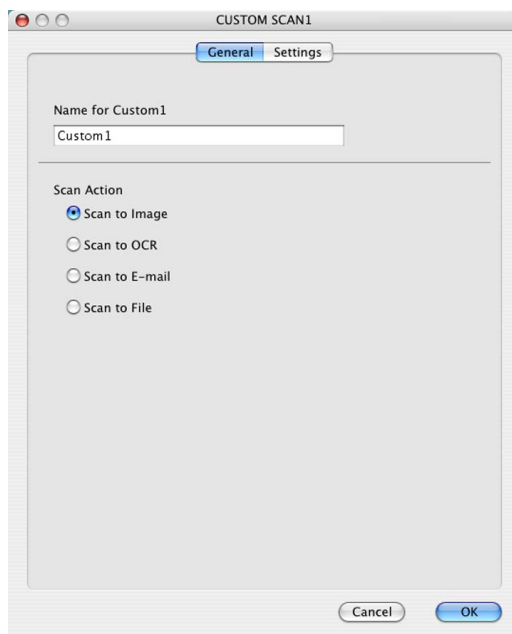 CUSTOM SCAN1
General Settings
Name for Custom1
Custom1
Scan Action
Scan to Image
Scan to OCR
Scan to E-mail
Scan to File
Cancel OK